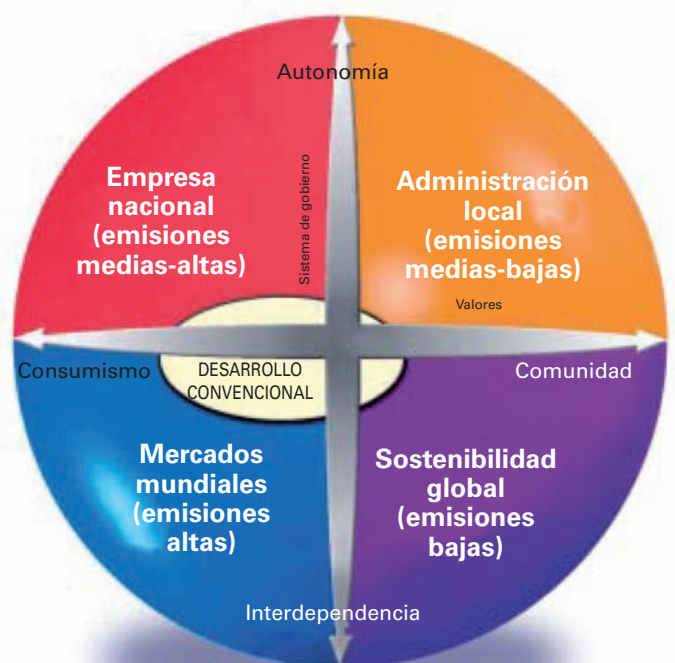 Autonomía
Sistema de gobierno
Empresa
nacional
(emisiones
medias-altas)
Administración
local
(emisiones
medias-bajas)
Valores
Consumismo
DESARROLLO
CONVENCIONAL
Comunidad
Mercados
mundiales
(emisiones
altas)
Sostenibilidad
global
(emisiones
bajas)
Interdependencia